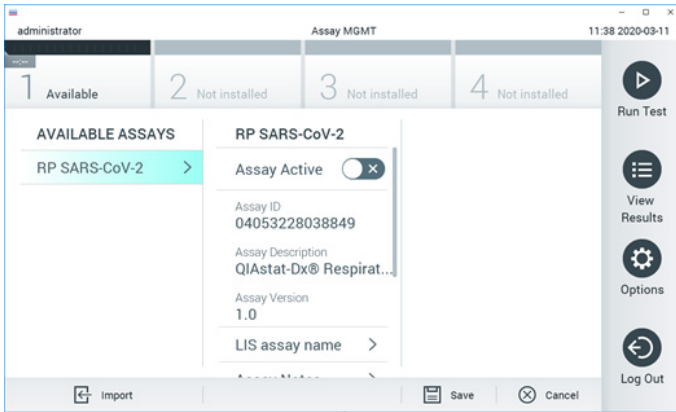 administrator
Assay MGMT
11:38 2020-03-11
--:--
1 Available
2 Not installed
3 Not installed
4 Not installed
Run Test
View
Results
Options
Log Out
AVAILABLE ASSAYS
RP SARS-CoV-2
RP SARS-CoV-2
Assay Active
Assay ID
04053228038849
Assay Description
QIAstat-Dx® Respirat...
Assay Version
1.0
LIS assay name
Import
Save
Cancel